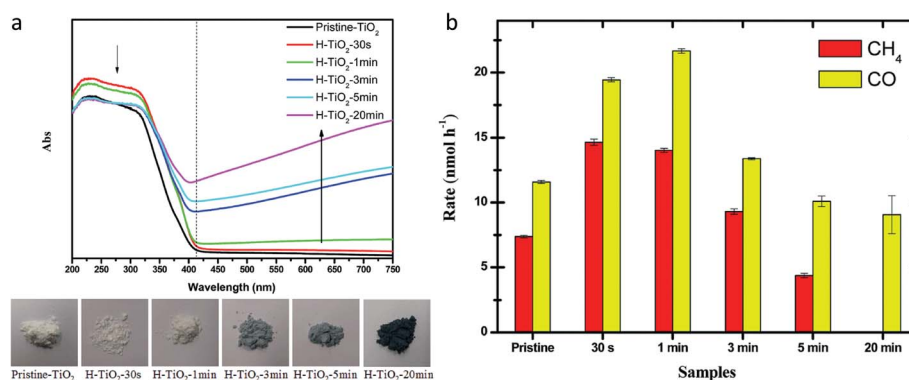 a
Pristine-TiO₂
H-TiO₂-30s
H-TiO₂-1min
H-TiO₂-3min
H-TiO₂-5min
H-TiO₂-20min
Abs
200 250 300 350 400 450 500 550 600 650 700 750
Wavelength (nm)
Pristine-TiO₂ H-TiO₂-30s H-TiO₂-1min H-TiO₂-3min H-TiO₂-5min H-TiO₂-20min
b
CH₄
CO
Rate (nmol h⁻¹)
20
15
10
5
0
Pristine 30 s 1 min 3 min 5 min 20 min
Samples